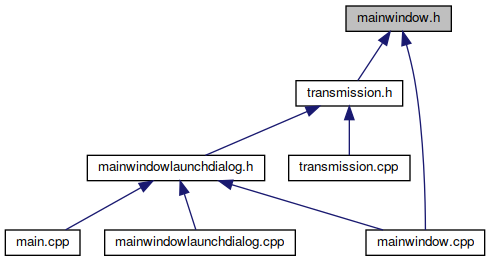 mainwindow.h
transmission.h
mainwindowlaunchdialog.h
transmission.cpp
main.cpp
mainwindowlaunchdialog.cpp
mainwindow.cpp